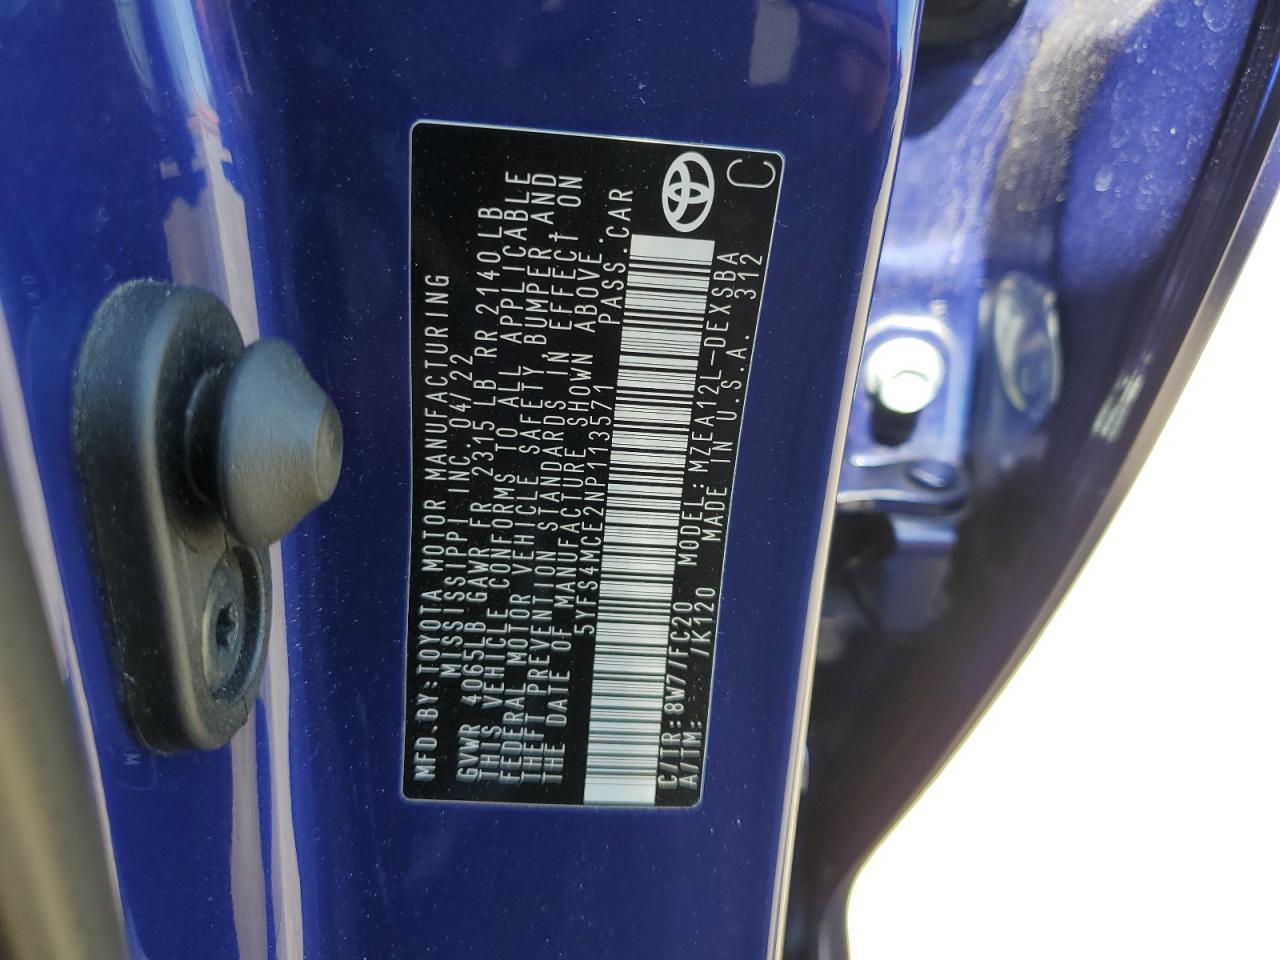 MFD.BY:TOYOTA MOTOR MANUFACTURING
MISSISSIPPI INC. 04/22
GVWR 4065LB GAWR FR 2315 LB RR 2140LB
THIS VEHICLE CONFORMS TO ALL APPLICABLE
FEDERAL MOTOR VEHICLE SAFETY, BUMPER, AND
THEFT PREVENTION STANDARDS IN EFFECT ON
THE DATE OF MANUFACTURE SHOWN ABOVE.
5YFS4MCE2NP113571 PASS.CAR
C/TR:8W7/FC20 MODEL:MZEA12L-DEXSBA
A/TM: /K120 MADE IN U.S.A. 312
C